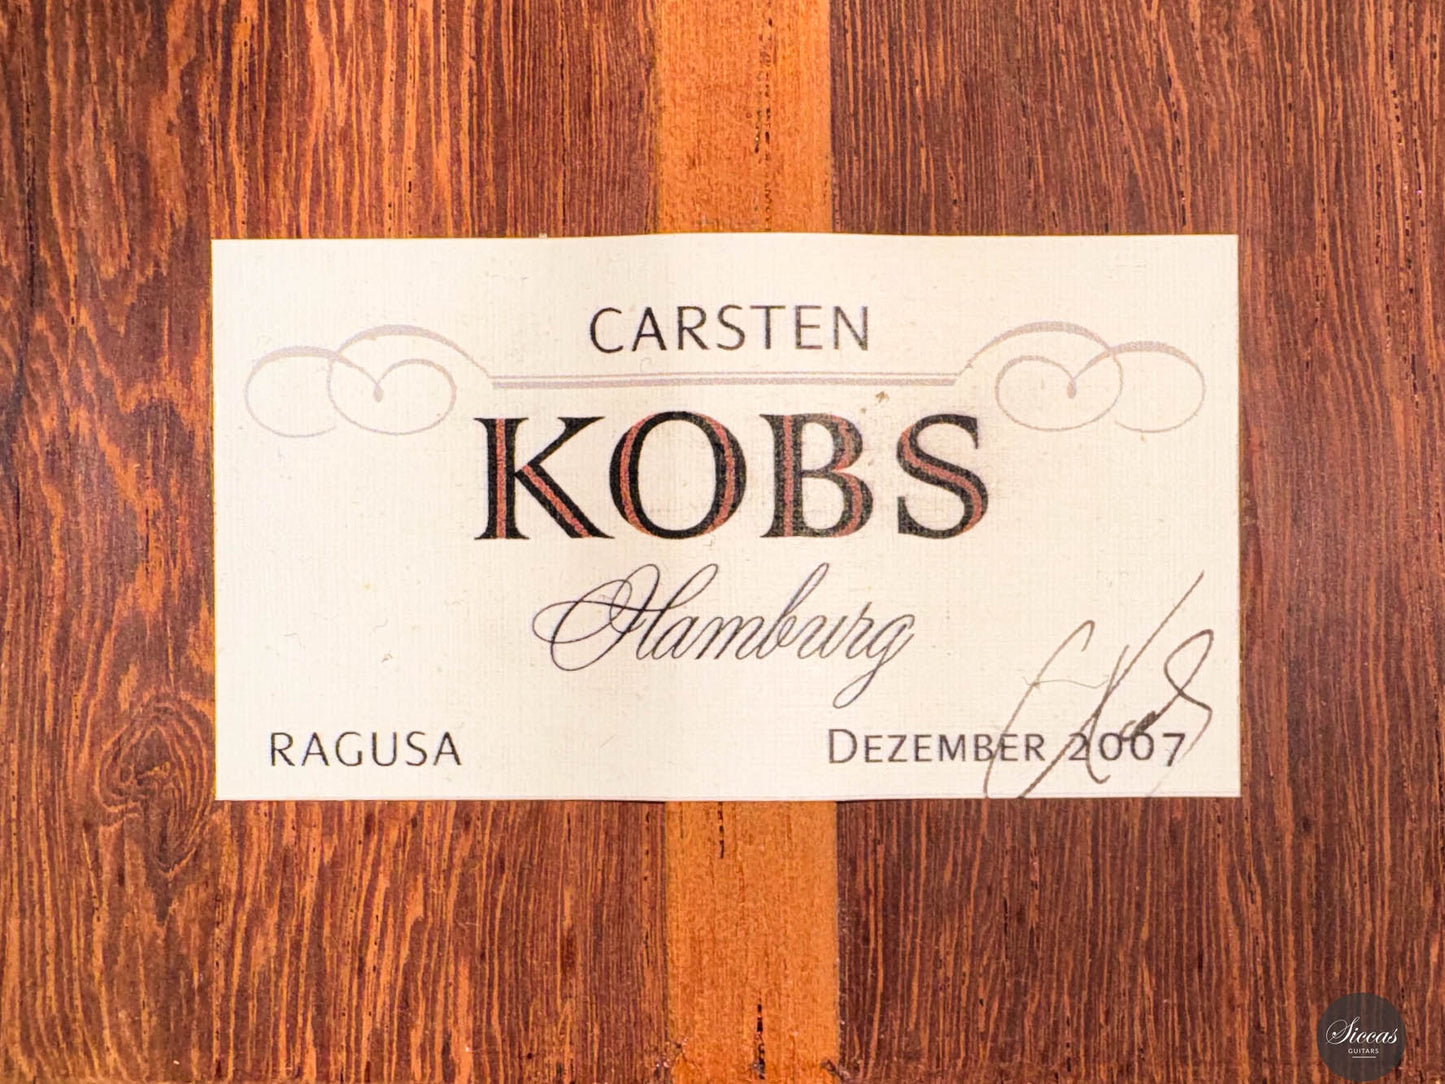 CARSTEN
KOBS
Hamburg
RAGUSA
DEZEMBER 2007
Siccas
GUITARS